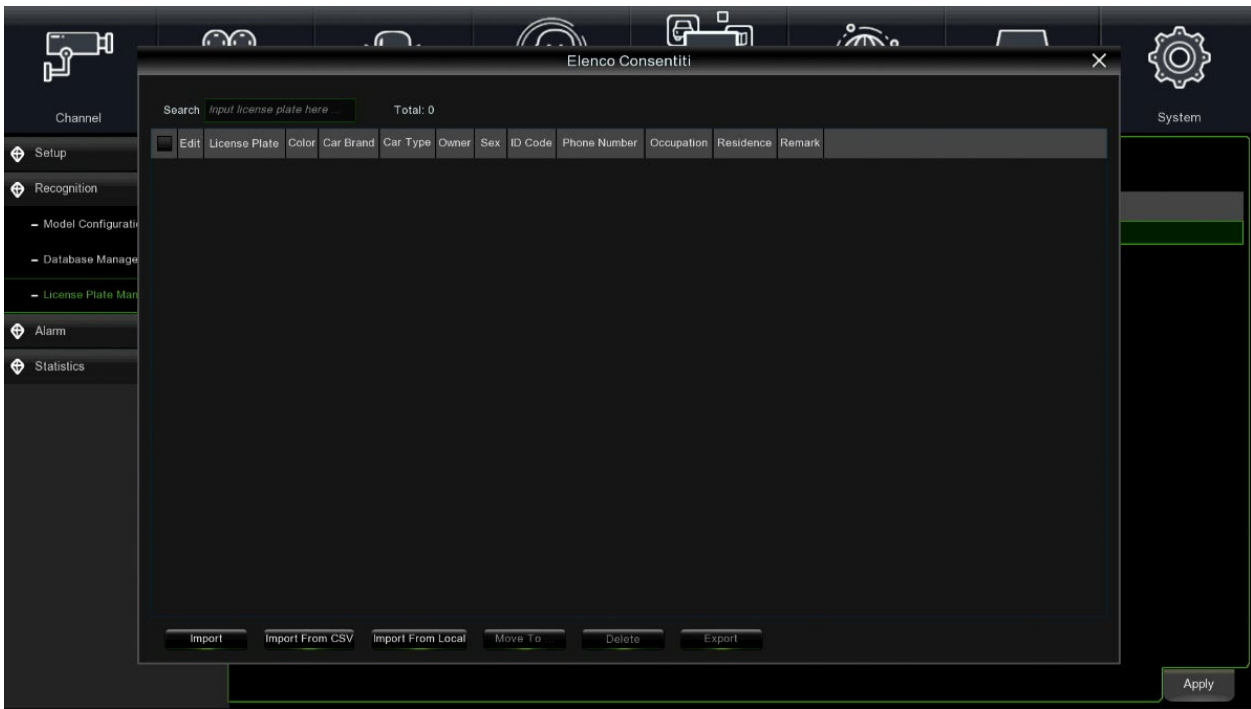 Elenco Consentiti
Channel
System
Search Input license plate here ... Total: 0
Edit License Plate Color Car Brand Car Type Owner Sex ID Code Phone Number Occupation Residence Remark
Setup
Recognition
Model Configurati
Database Manage
License Plate Man
Alarm
Statistics
Import Import From CSV Import From Local Move To ... Delete Export
Apply